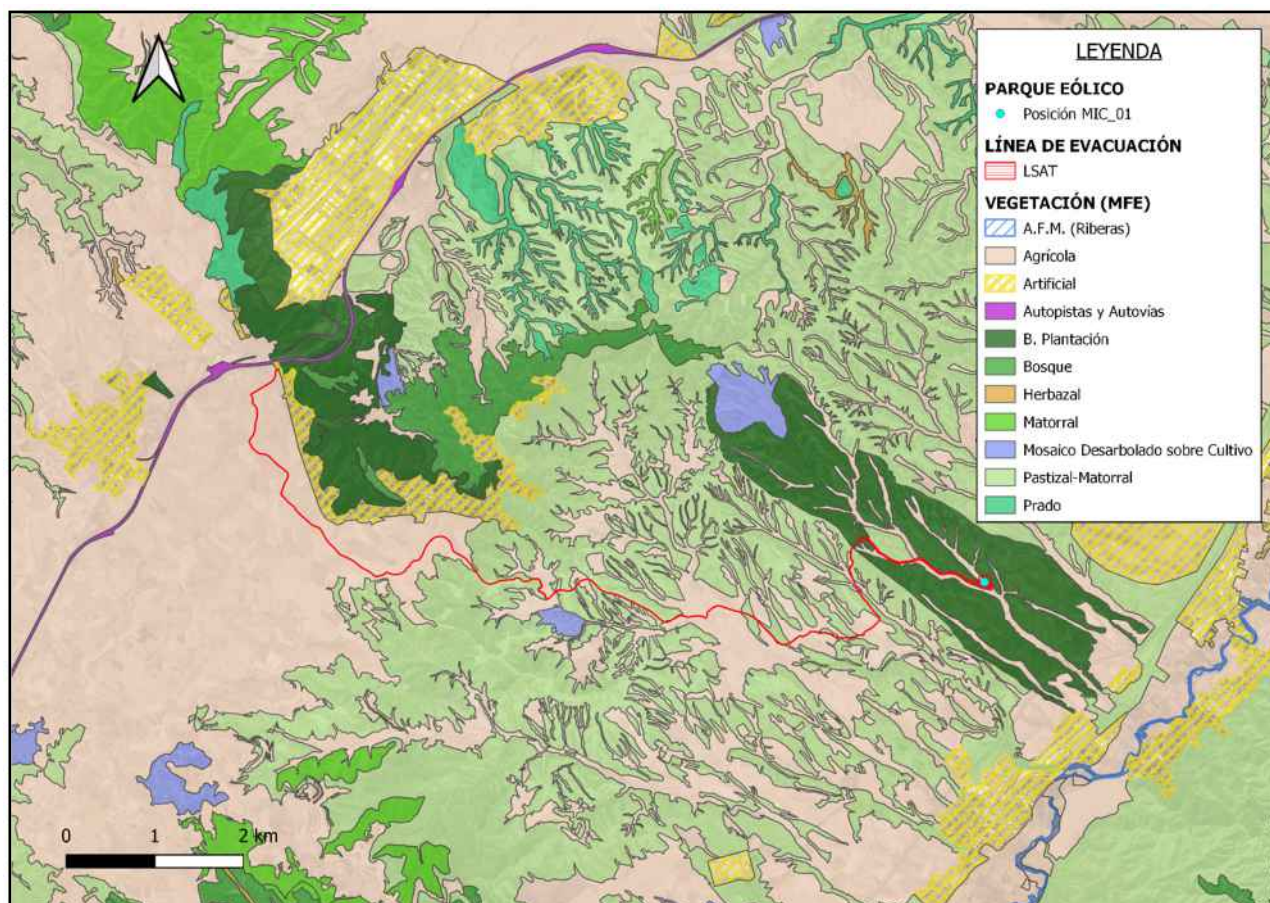 LEYENDA
PARQUE EÓLICO
Posición MIC_01
LÍNEA DE EVACUACIÓN
LSAT
VEGETACIÓN (MFE)
A.F.M. (Riberas)
Agrícola
Artificial
Autopistas y Autovías
B. Plantación
Bosque
Herbazal
Matorral
Mosaico Desarbolado sobre Cultivo
Pastizal-Matorral
Prado
0 1 2 km